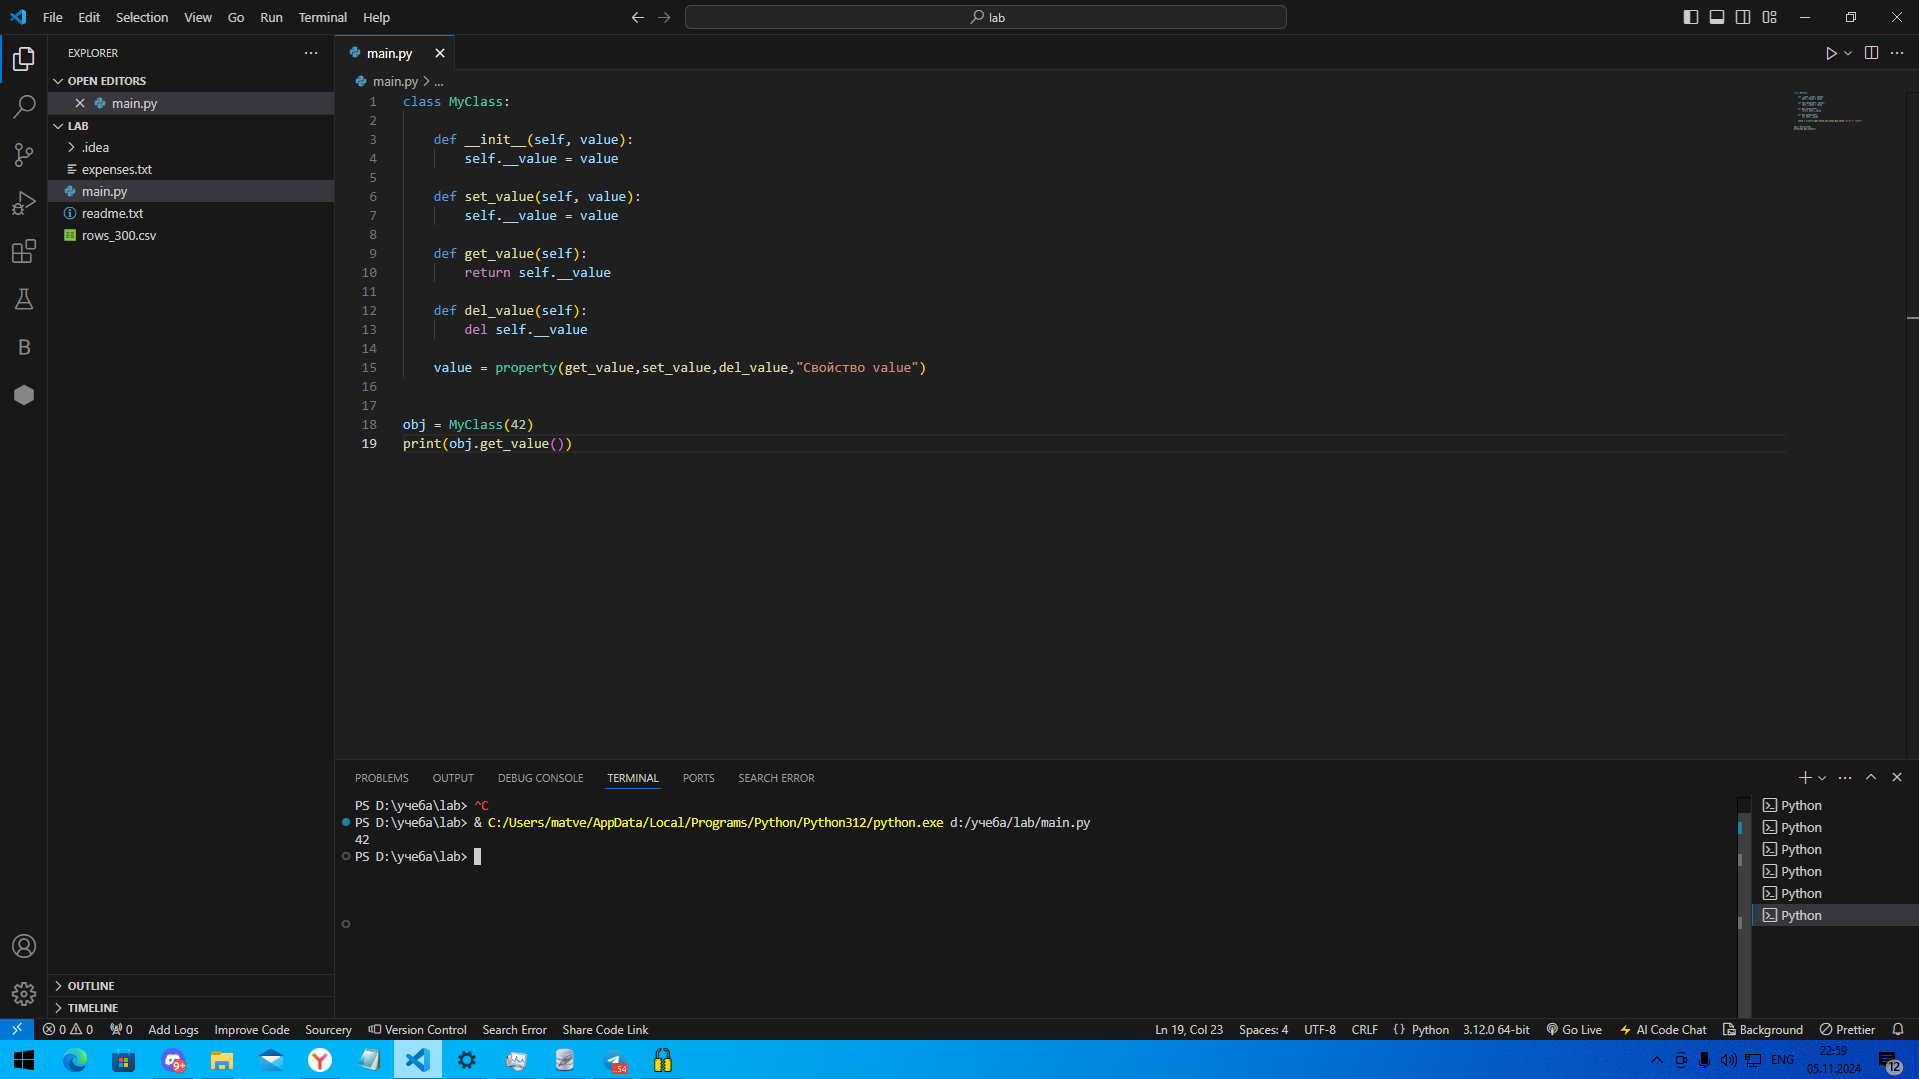 File Edit Selection View Go Run Terminal Help
lab
EXPLORER
OPEN EDITORS
main.py
LAB
.idea
expenses.txt
main.py
readme.txt
rows_300.csv
OUTLINE
TIMELINE
main.py
main.py > ...
1 class MyClass:
2
3 def __init__(self, value):
4 self.__value = value
5
6 def set_value(self, value):
7 self.__value = value
8
9 def get_value(self):
10 return self.__value
11
12 def del_value(self):
13 del self.__value
14
15 value = property(get_value,set_value,del_value,"Свойство value")
16
17
18 obj = MyClass(42)
19 print(obj.get_value())
PROBLEMS OUTPUT DEBUG CONSOLE TERMINAL PORTS SEARCH ERROR
PS D:\учеба\lab> ^C
PS D:\учеба\lab> & C:/Users/matve/AppData/Local/Programs/Python/Python312/python.exe d:/учеба/lab/main.py
42
PS D:\учеба\lab>
Python
Python
Python
Python
Python
Python
0 0 0 Add Logs Improve Code Sourcery Version Control Search Error Share Code Link Ln 19, Col 23 Spaces: 4 UTF-8 CRLF {} Python 3.12.0 64-bit Go Live AI Code Chat Background Prettier
9+ .54 ENG 22:59
05.11.2024 12